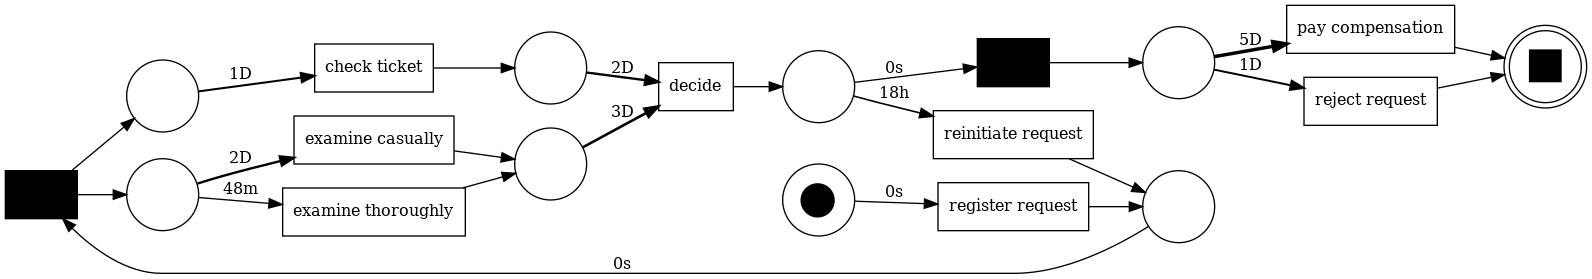 5D
pay compensation
1D
reject request
1D
check ticket
2D
decide
0s
18h
reinitiate request
3D
2D
examine casually
48m
examine thoroughly
0s
register request
0s